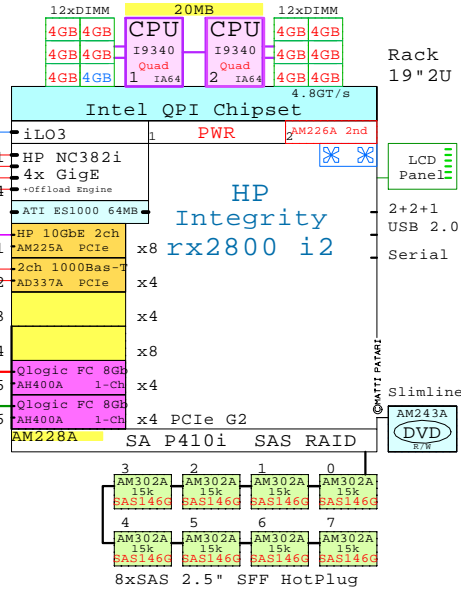 12xDIMM 20MB 12xDIMM
4GB 4GB CPU CPU 4GB 4GB
4GB 4GB I9340 I9340 4GB 4GB
Quad Quad
4GB 4GB 1 IA64 2 IA64 4GB 4GB
Rack
19"2U
4.8GT/s
Intel QPI Chipset
iLO3
1 PWR 2 AM226A 2nd
HP NC382i
4x GigE
+Offload Engine
LCD
Panel
ATI ES1000 64MB
HP
Integrity
rx2800 i2
2+2+1
USB 2.0
Serial
HP 10GbE 2ch
AM225A PCIe x8
2ch 1000Bas-T
AD337A PCIe x4
x4
x8
Qlogic FC 8Gb
AH400A 1-Ch x4
Qlogic FC 8Gb
AH400A 1-Ch x4 PCIe G2
©MATTI PATARI
Slimline
AM243A
DVD
R/W
AM228A
SA P410i SAS RAID
3 2 1 0
AM302A AM302A AM302A AM302A
15k 15k 15k 15k
SAS146G SAS146G SAS146G SAS146G
4 5 6 7
AM302A AM302A AM302A AM302A
15k 15k 15k 15k
SAS146G SAS146G SAS146G SAS146G
8xSAS 2.5" SFF HotPlug